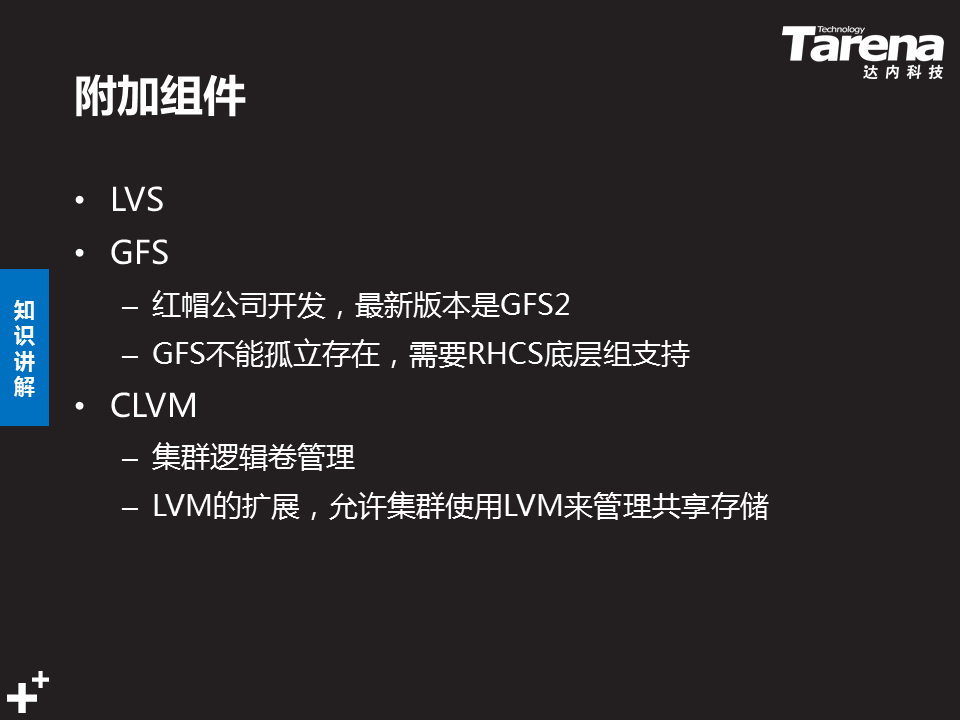 Technology
Tarena
达内科技
附加组件
• LVS
• GFS
– 红帽公司开发，最新版本是GFS2
– GFS不能孤立存在，需要RHCS底层组支持
• CLVM
– 集群逻辑卷管理
– LVM的扩展，允许集群使用LVM来管理共享存储
知
识
讲
解